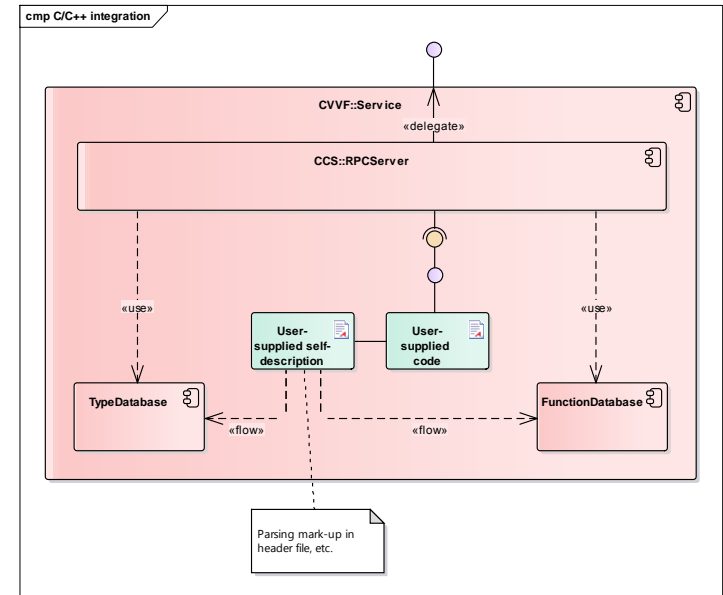 cmp C/C++ integration
CVVF::Service
«delegate»
CCS::RPCServer
«use»
«use»
User-
supplied self-
description
User-
supplied
code
TypeDatabase
FunctionDatabase
«flow»
«flow»
Parsing mark-up in
header file, etc.